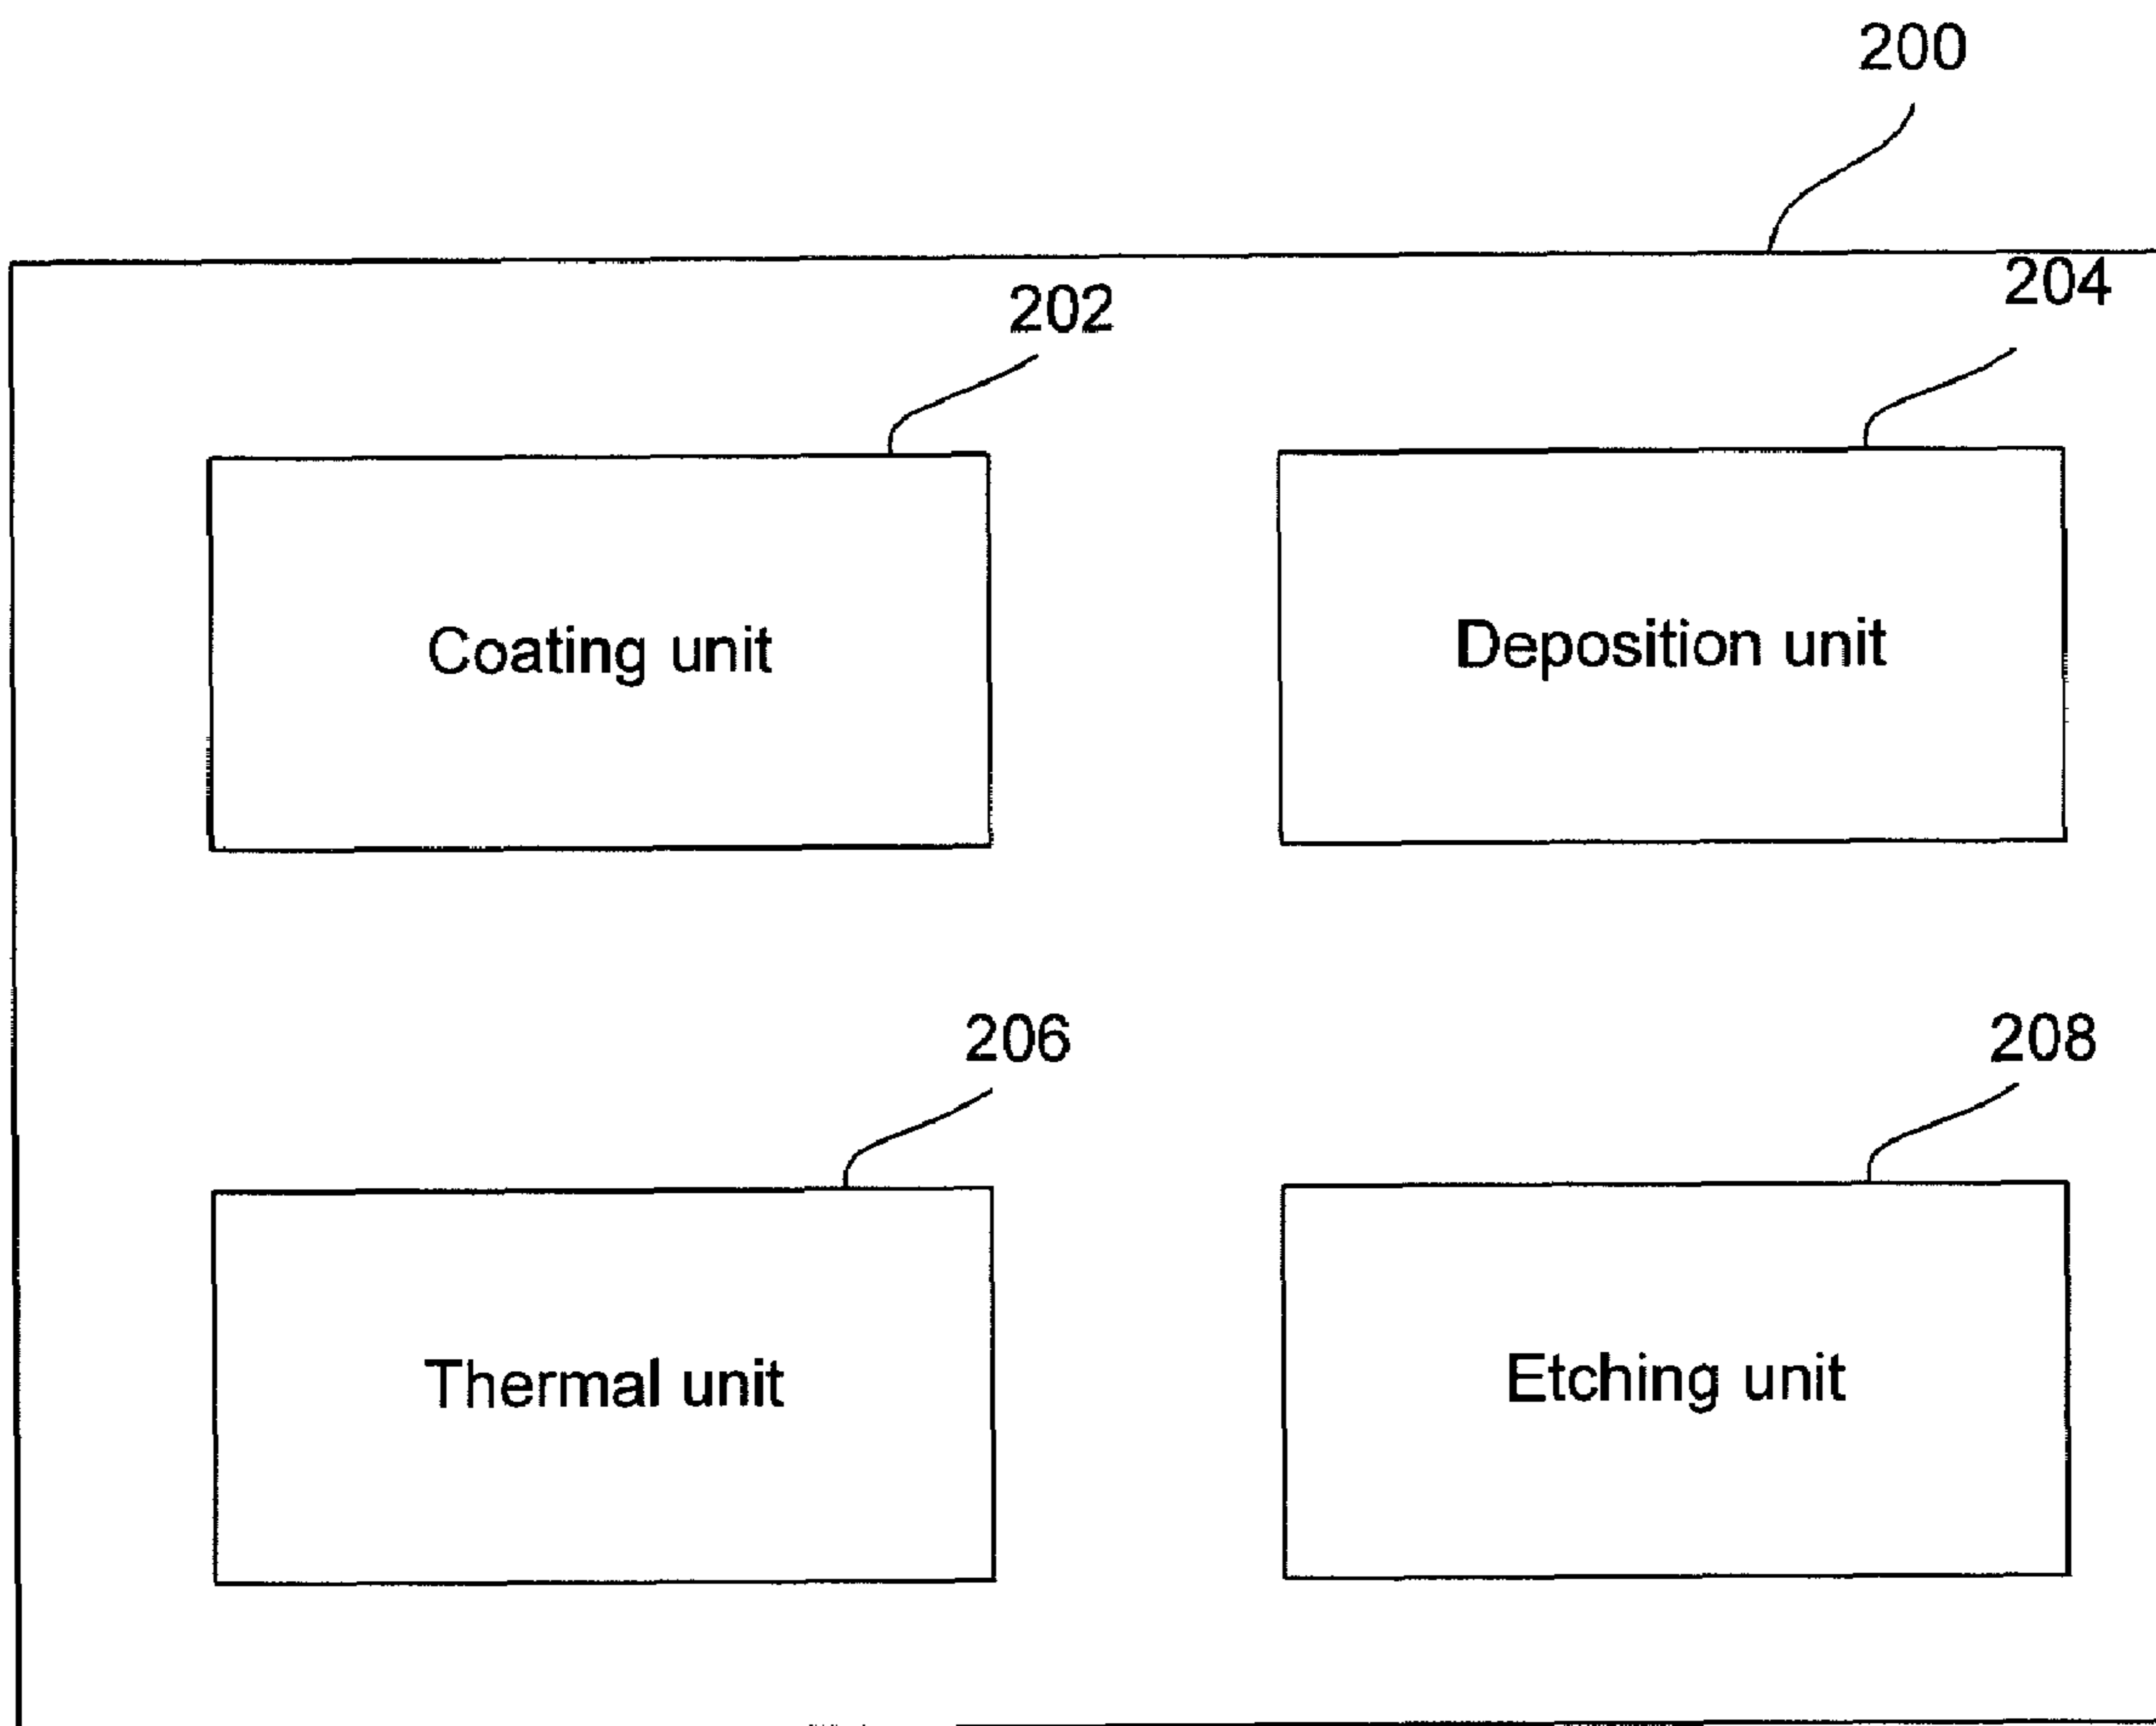 200
202
204
Coating unit
Deposition unit
206
208
Thermal unit
Etching unit